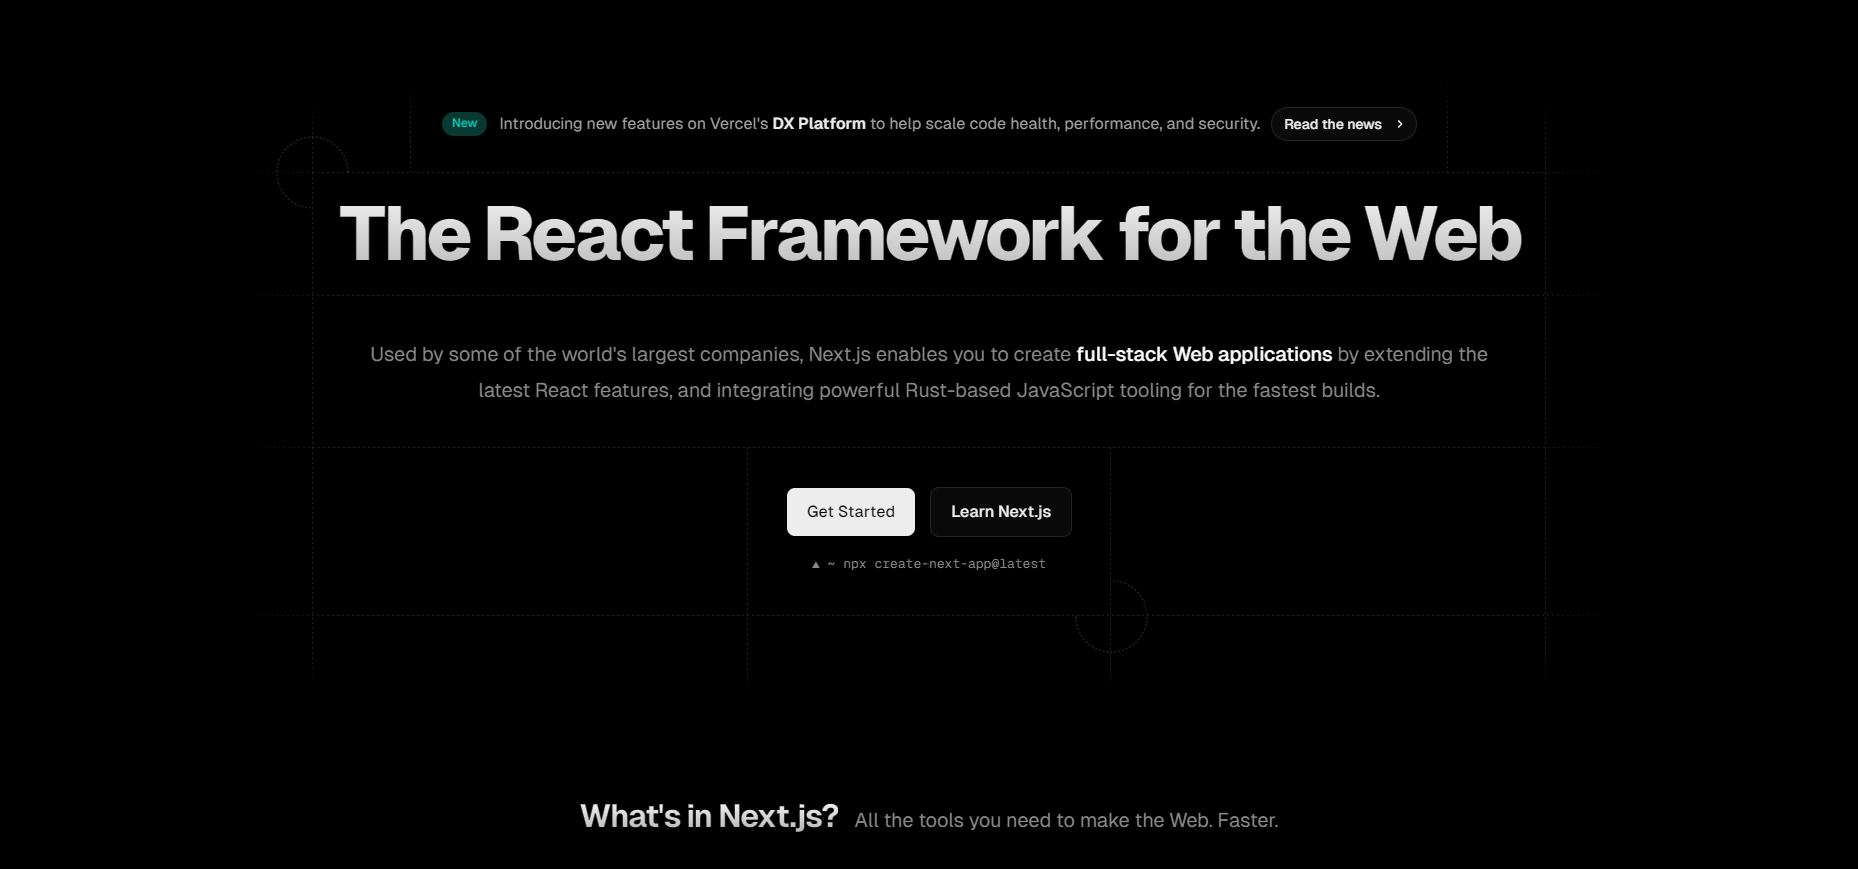 New Introducing new features on Vercel's DX Platform to help scale code health, performance, and security. Read the news
The React Framework for the Web
Used by some of the world's largest companies, Next.js enables you to create full-stack Web applications by extending the
latest React features, and integrating powerful Rust-based JavaScript tooling for the fastest builds.
Get Started Learn Next.js
▲ ~ npx create-next-app@latest
What's in Next.js? All the tools you need to make the Web. Faster.